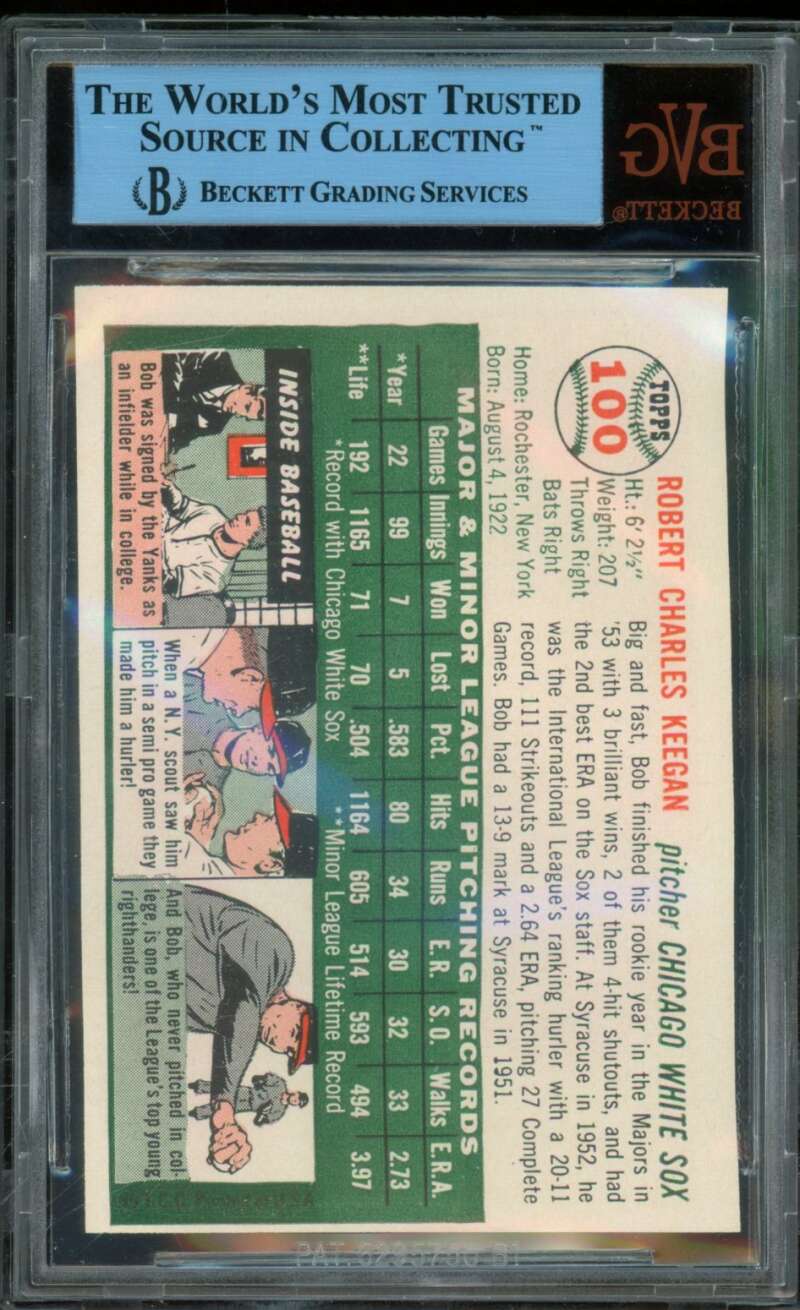 THE WORLD'S MOST TRUSTED
SOURCE IN COLLECTING™
BECKETT GRADING SERVICES
BVG
BECKETT®
TOPPS
100
ROBERT CHARLES KEEGAN pitcher CHICAGO WHITE SOX
Ht.: 6' 2½"
Weight: 207
Throws Right
Bats Right
Home: Rochester, New York
Born: August 4, 1922
Big and fast, Bob finished his rookie year in the Majors in
'53 with 3 brilliant wins, 2 of them 4-hit shutouts, and had
the 2nd best ERA on the Sox staff. At Syracuse in 1952, he
was the International League's ranking hurler with a 20-11
record, 111 Strikeouts and a 2.64 ERA, pitching 27 Complete
Games. Bob had a 13-9 mark at Syracuse in 1951.
MAJOR & MINOR LEAGUE PITCHING RECORDS
Games Innings Won Lost Pct. Hits Runs E.R. S.O. Walks E.R.A.
*Year 22 99 7 5 .583 80 34 30 32 33 2.73
**Life 192 1165 71 70 .504 1164 605 514 593 494 3.97
*Record with Chicago White Sox **Minor League Lifetime Record
INSIDE BASEBALL
Bob was signed by the Yanks as
an infielder while in college.
When a N.Y. scout saw him
pitch in a semi pro game they
made him a hurler!
And Bob, who never pitched in col-
lege, is one of the League's top young
righthanders!